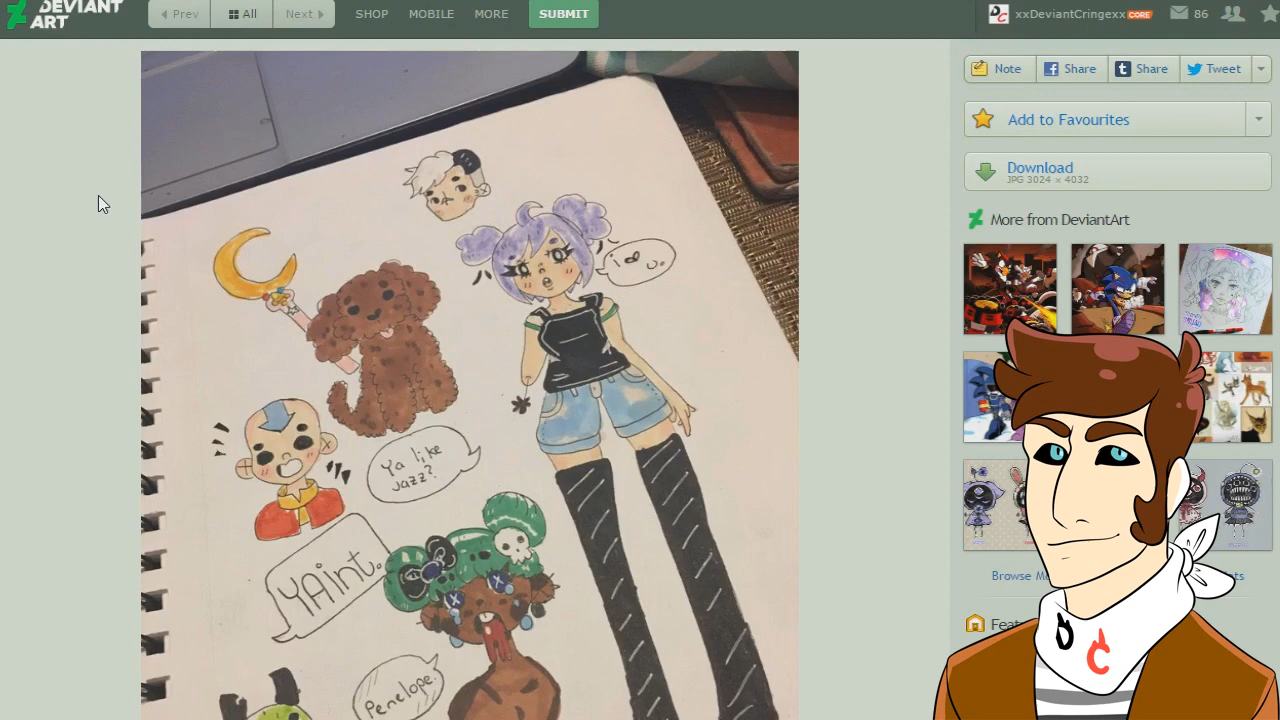 DEVIANT
ART
Prev
All
Next
SHOP
MOBILE
MORE
SUBMIT
xxDeviantCringexx CORE
86
Note
Share
Share
Tweet
Add to Favourites
Download
JPG 3024 × 4032
More from DeviantArt
Ya like
jazz?
YAint.
Penelope.
Browse
D
C